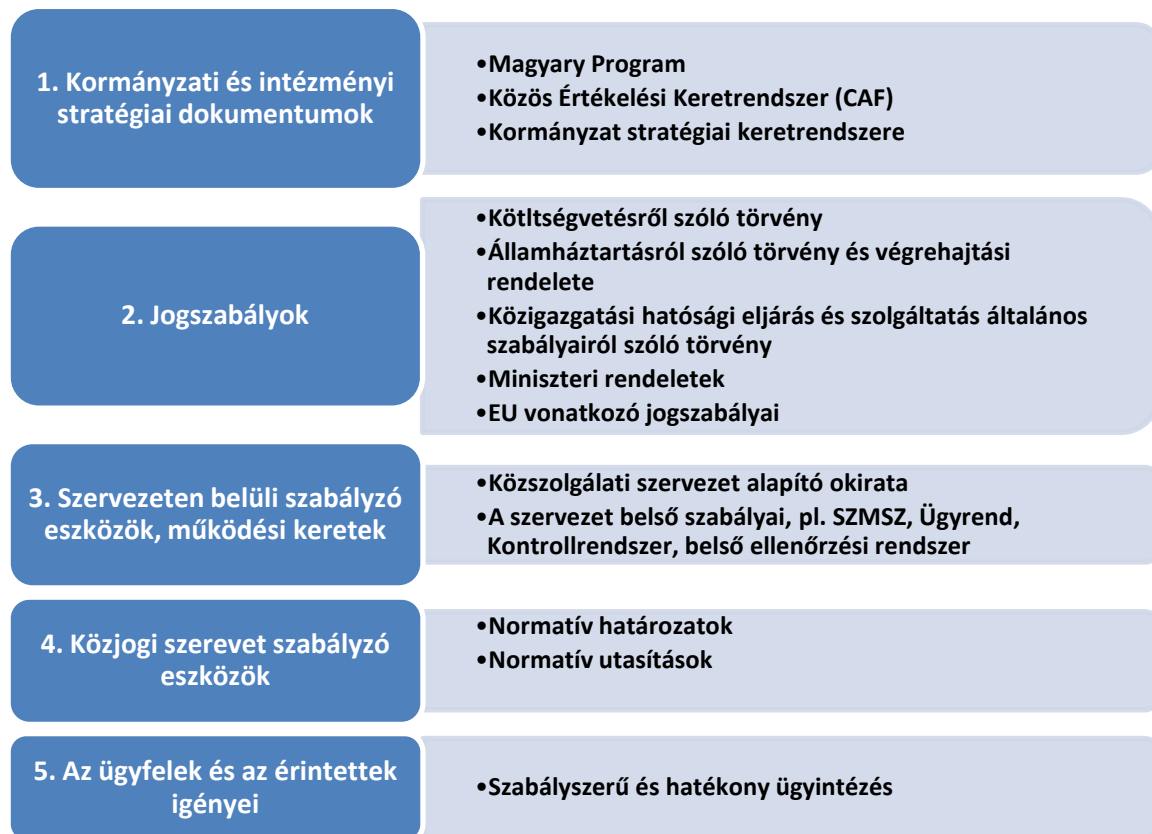 1. Kormányzati és intézményi
stratégiai dokumentumok
•Magyary Program
•Közös Értékelési Keretrendszer (CAF)
•Kormányzat stratégiai keretrendszere
2. Jogszabályok
•Kötltségvetésről szóló törvény
•Államháztartásról szóló törvény és végrehajtási
rendelete
•Közigazgatási hatósági eljárás és szolgáltatás általános
szabályairól szóló törvény
•Miniszteri rendeletek
•EU vonatkozó jogszabályai
3. Szervezeten belüli szabályzó
eszközök, működési keretek
•Közszolgálati szervezet alapító okirata
•A szervezet belső szabályai, pl. SZMSZ, Ügyrend,
Kontrollrendszer, belső ellenőrzési rendszer
4. Közjogi szerevet szabályzó
eszközök
•Normatív határozatok
•Normatív utasítások
5. Az ügyfelek és az érintettek
igényei
•Szabályszerű és hatékony ügyintézés